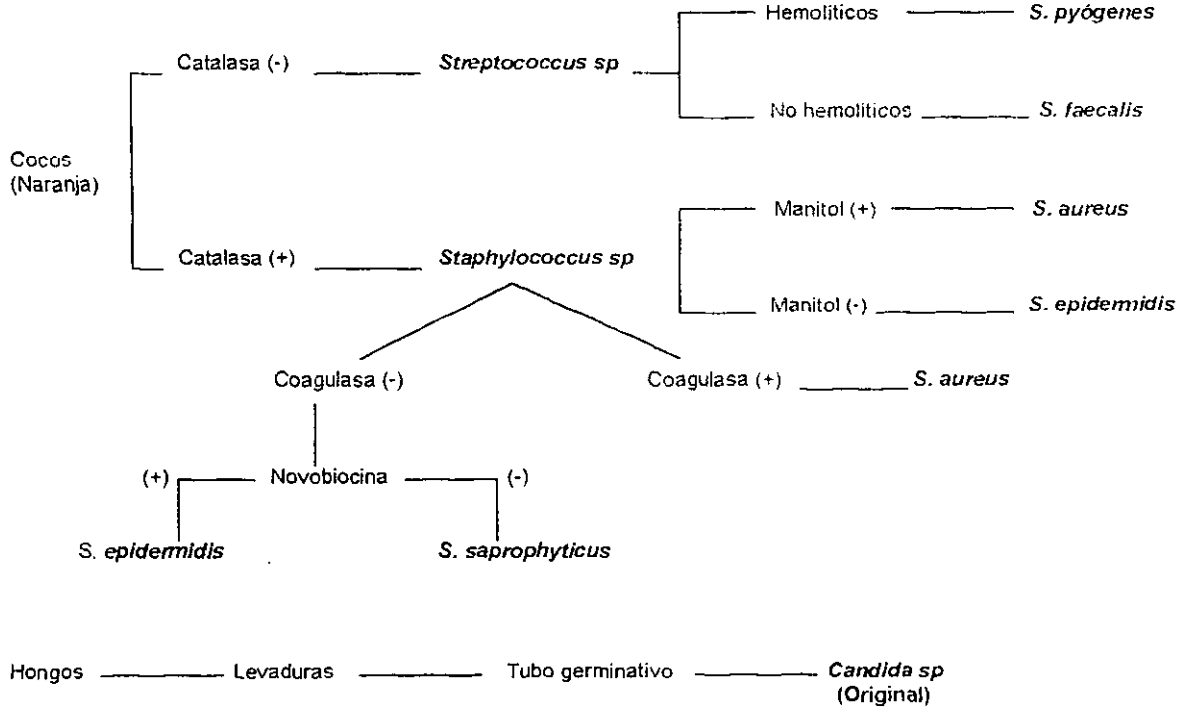 Hemolíticos S. pyógenes
Catalasa (-) Streptococcus sp
No hemolíticos S. faecalis
Cocos
(Naranja)
Manitol (+) S. aureus
Catalasa (+) Staphylococcus sp
Manitol (-) S. epidermidis
Coagulasa (-) Coagulasa (+) S. aureus
(+) Novobiocina (-)
S. epidermidis S. saprophyticus
Hongos Levaduras Tubo germinativo Candida sp
(Original)